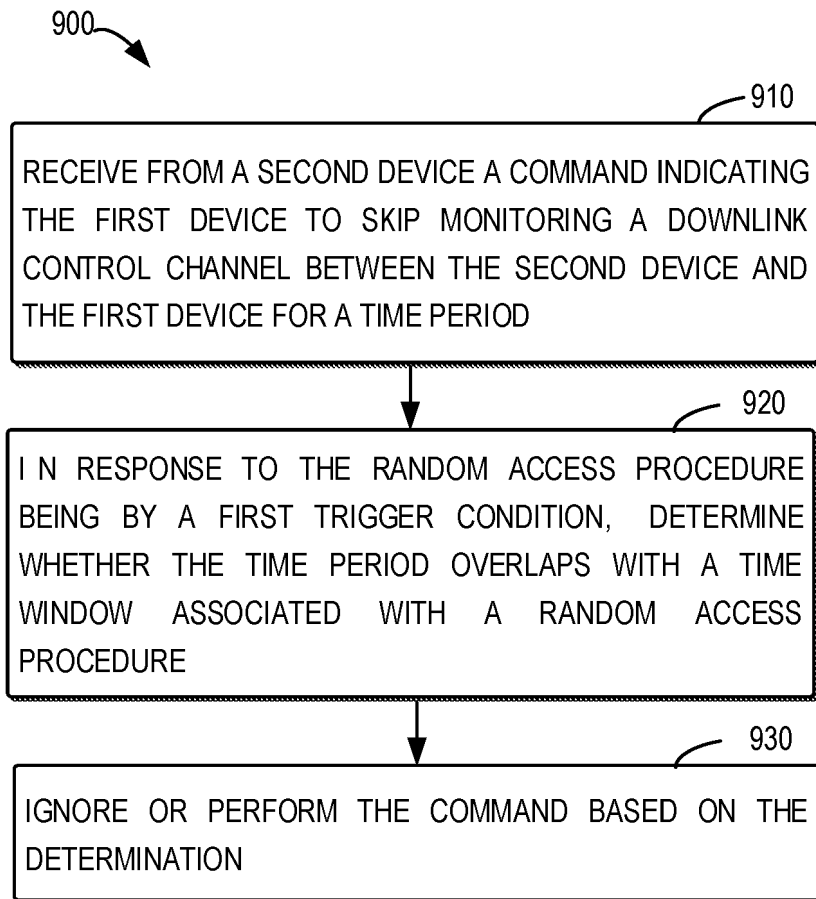 900
910
RECEIVE FROM A SECOND DEVICE A COMMAND INDICATING
THE FIRST DEVICE TO SKIP MONITORING A DOWNLINK
CONTROL CHANNEL BETWEEN THE SECOND DEVICE AND
THE FIRST DEVICE FOR A TIME PERIOD
920
I N RESPONSE TO THE RANDOM ACCESS PROCEDURE
BEING BY A FIRST TRIGGER CONDITION, DETERMINE
WHETHER THE TIME PERIOD OVERLAPS WITH A TIME
WINDOW ASSOCIATED WITH A RANDOM ACCESS
PROCEDURE
930
IGNORE OR PERFORM THE COMMAND BASED ON THE
DETERMINATION